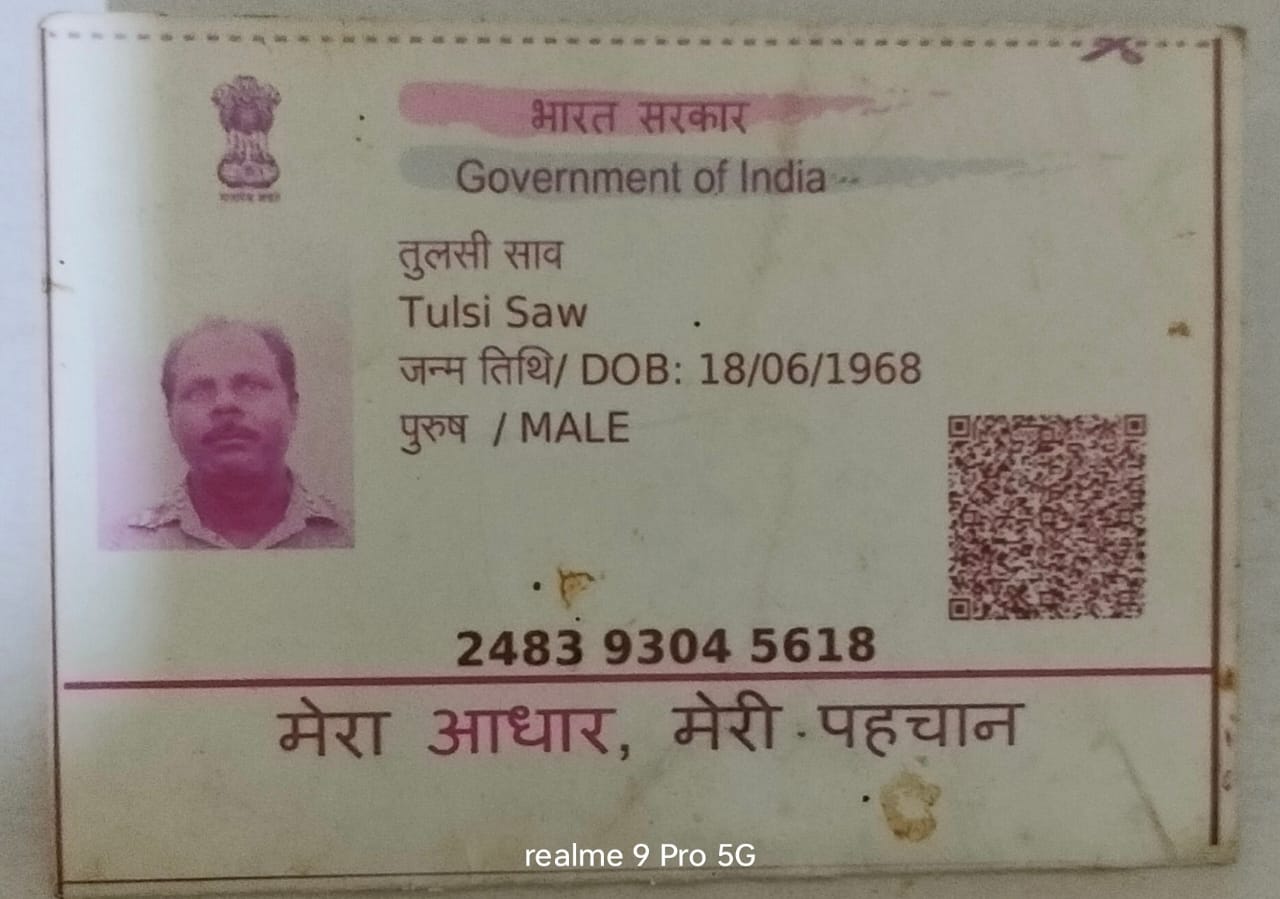 भारत सरकार
Government of India
तुलसी साव
Tulsi Saw
जन्म तिथि/ DOB: 18/06/1968
पुरुष / MALE
2483 9304 5618
मेरा आधार, मेरी पहचान
realme 9 Pro 5G